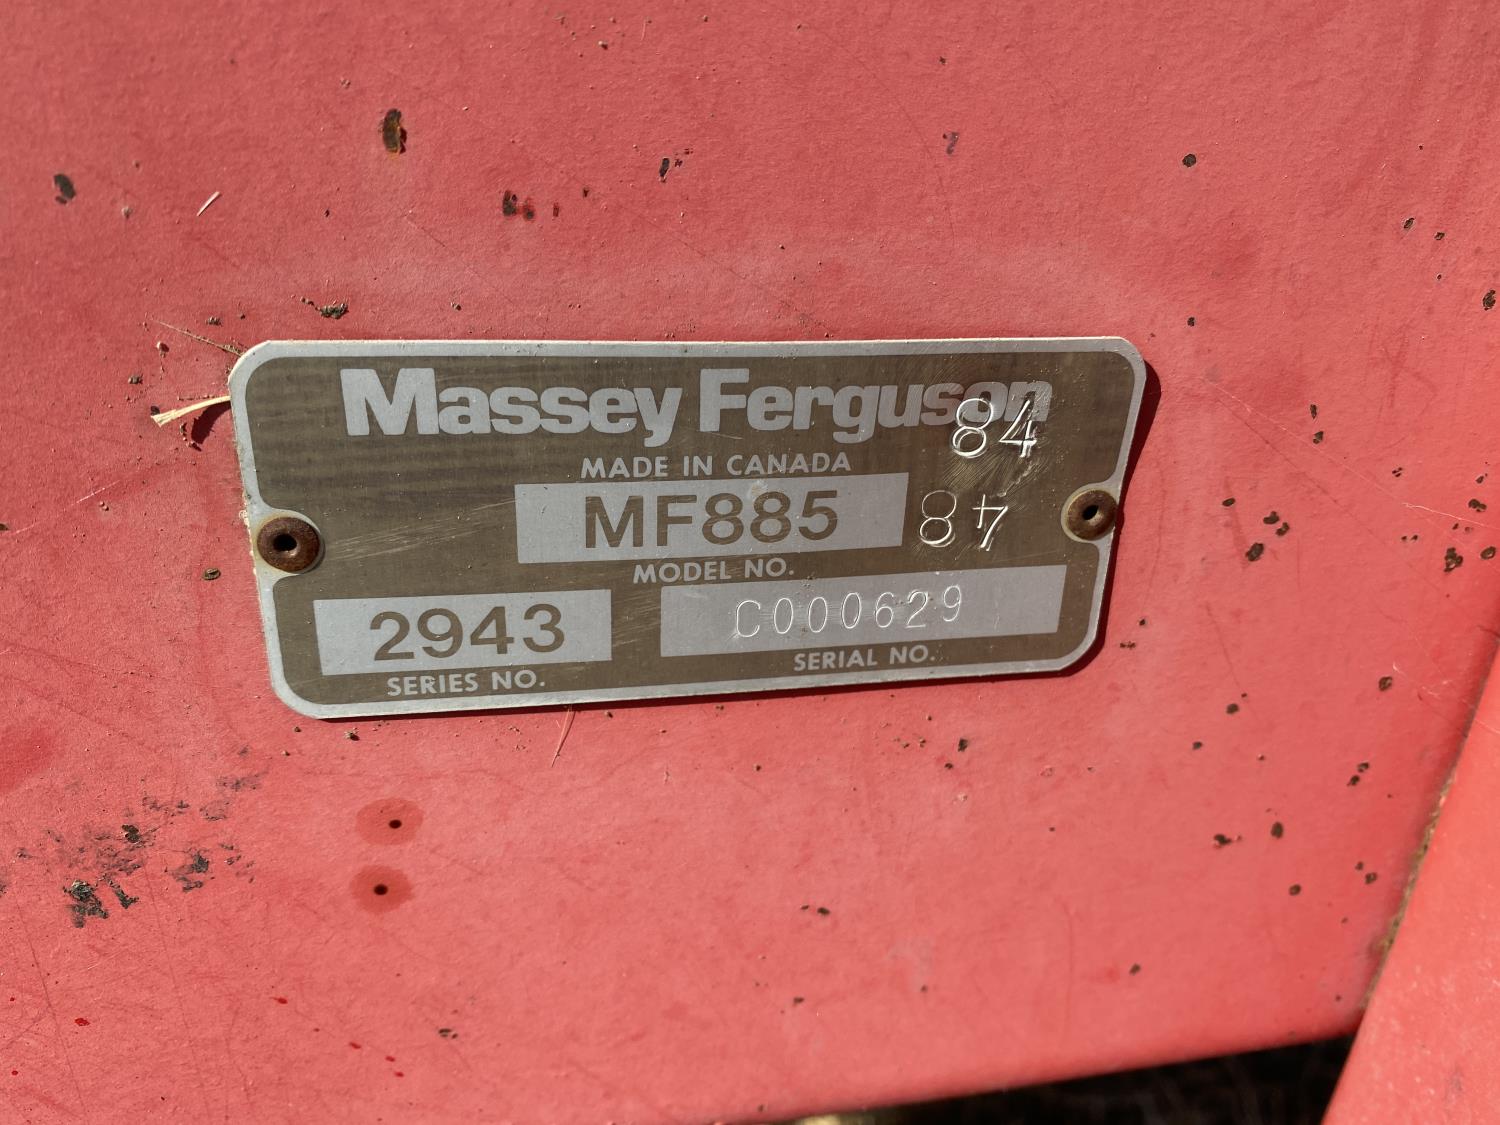 Massey Ferguson
84
MADE IN CANADA
MF885
87
MODEL NO.
2943
C000629
SERIES NO.
SERIAL NO.